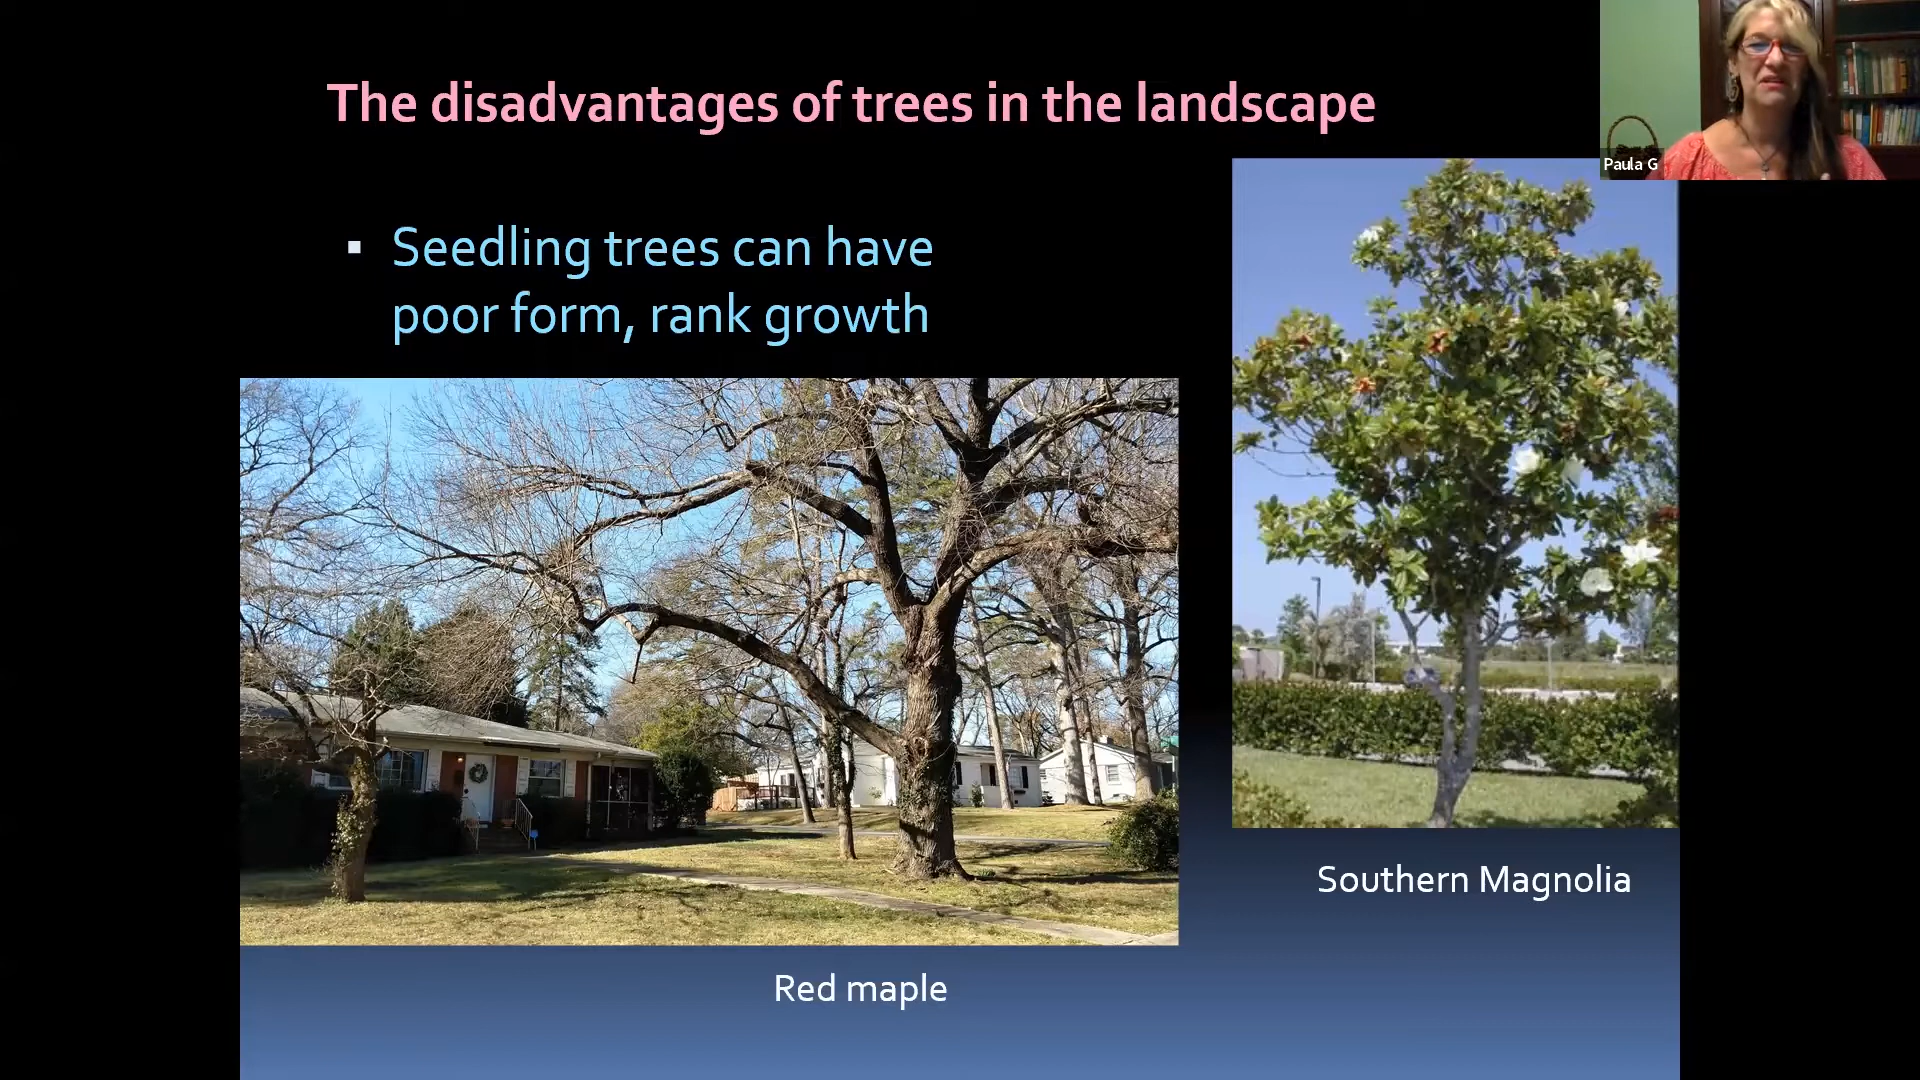 The disadvantages of trees in the landscape
Paula G
▪ Seedling trees can have
poor form, rank growth
Southern Magnolia
Red maple